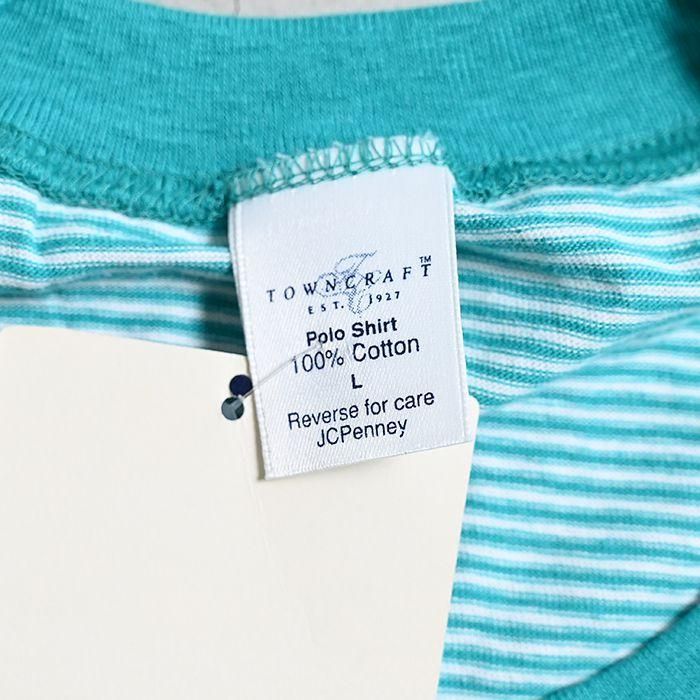 TOWNCRAFT™
EST. 1927
Polo Shirt
100% Cotton
L
Reverse for care
JCPenney